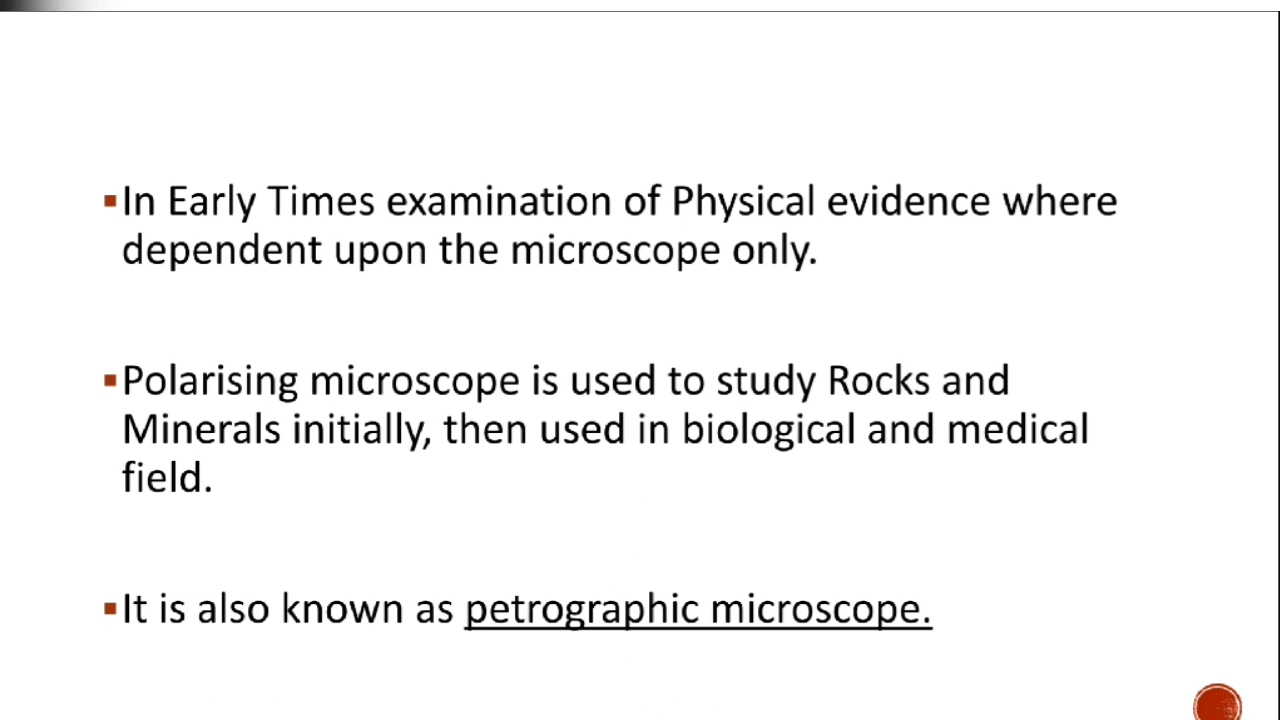 ▪In Early Times examination of Physical evidence where
dependent upon the microscope only.
▪Polarising microscope is used to study Rocks and
Minerals initially, then used in biological and medical
field.
▪It is also known as petrographic microscope.